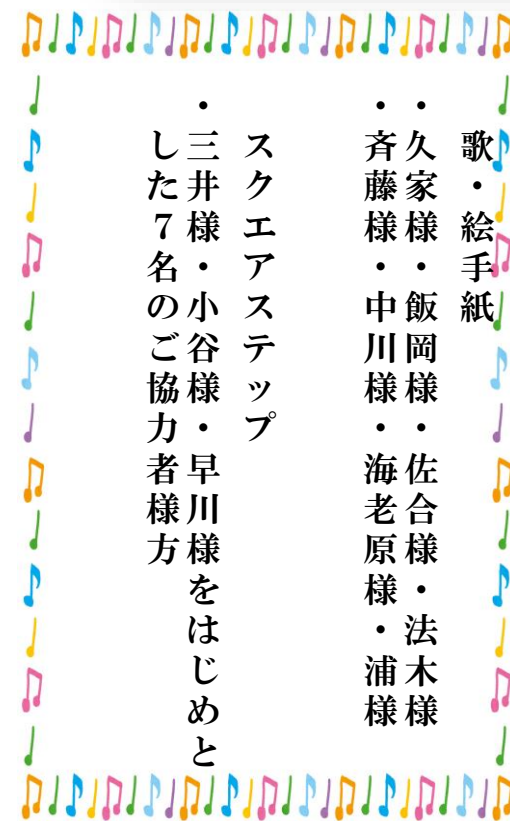 歌・絵手紙
・久家様・飯岡様・佐合様・法木様
・斉藤様・中川様・海老原様・浦様
スクエアステップ
・三井様・小谷様・早川様をはじめと
した７名のご協力者様方